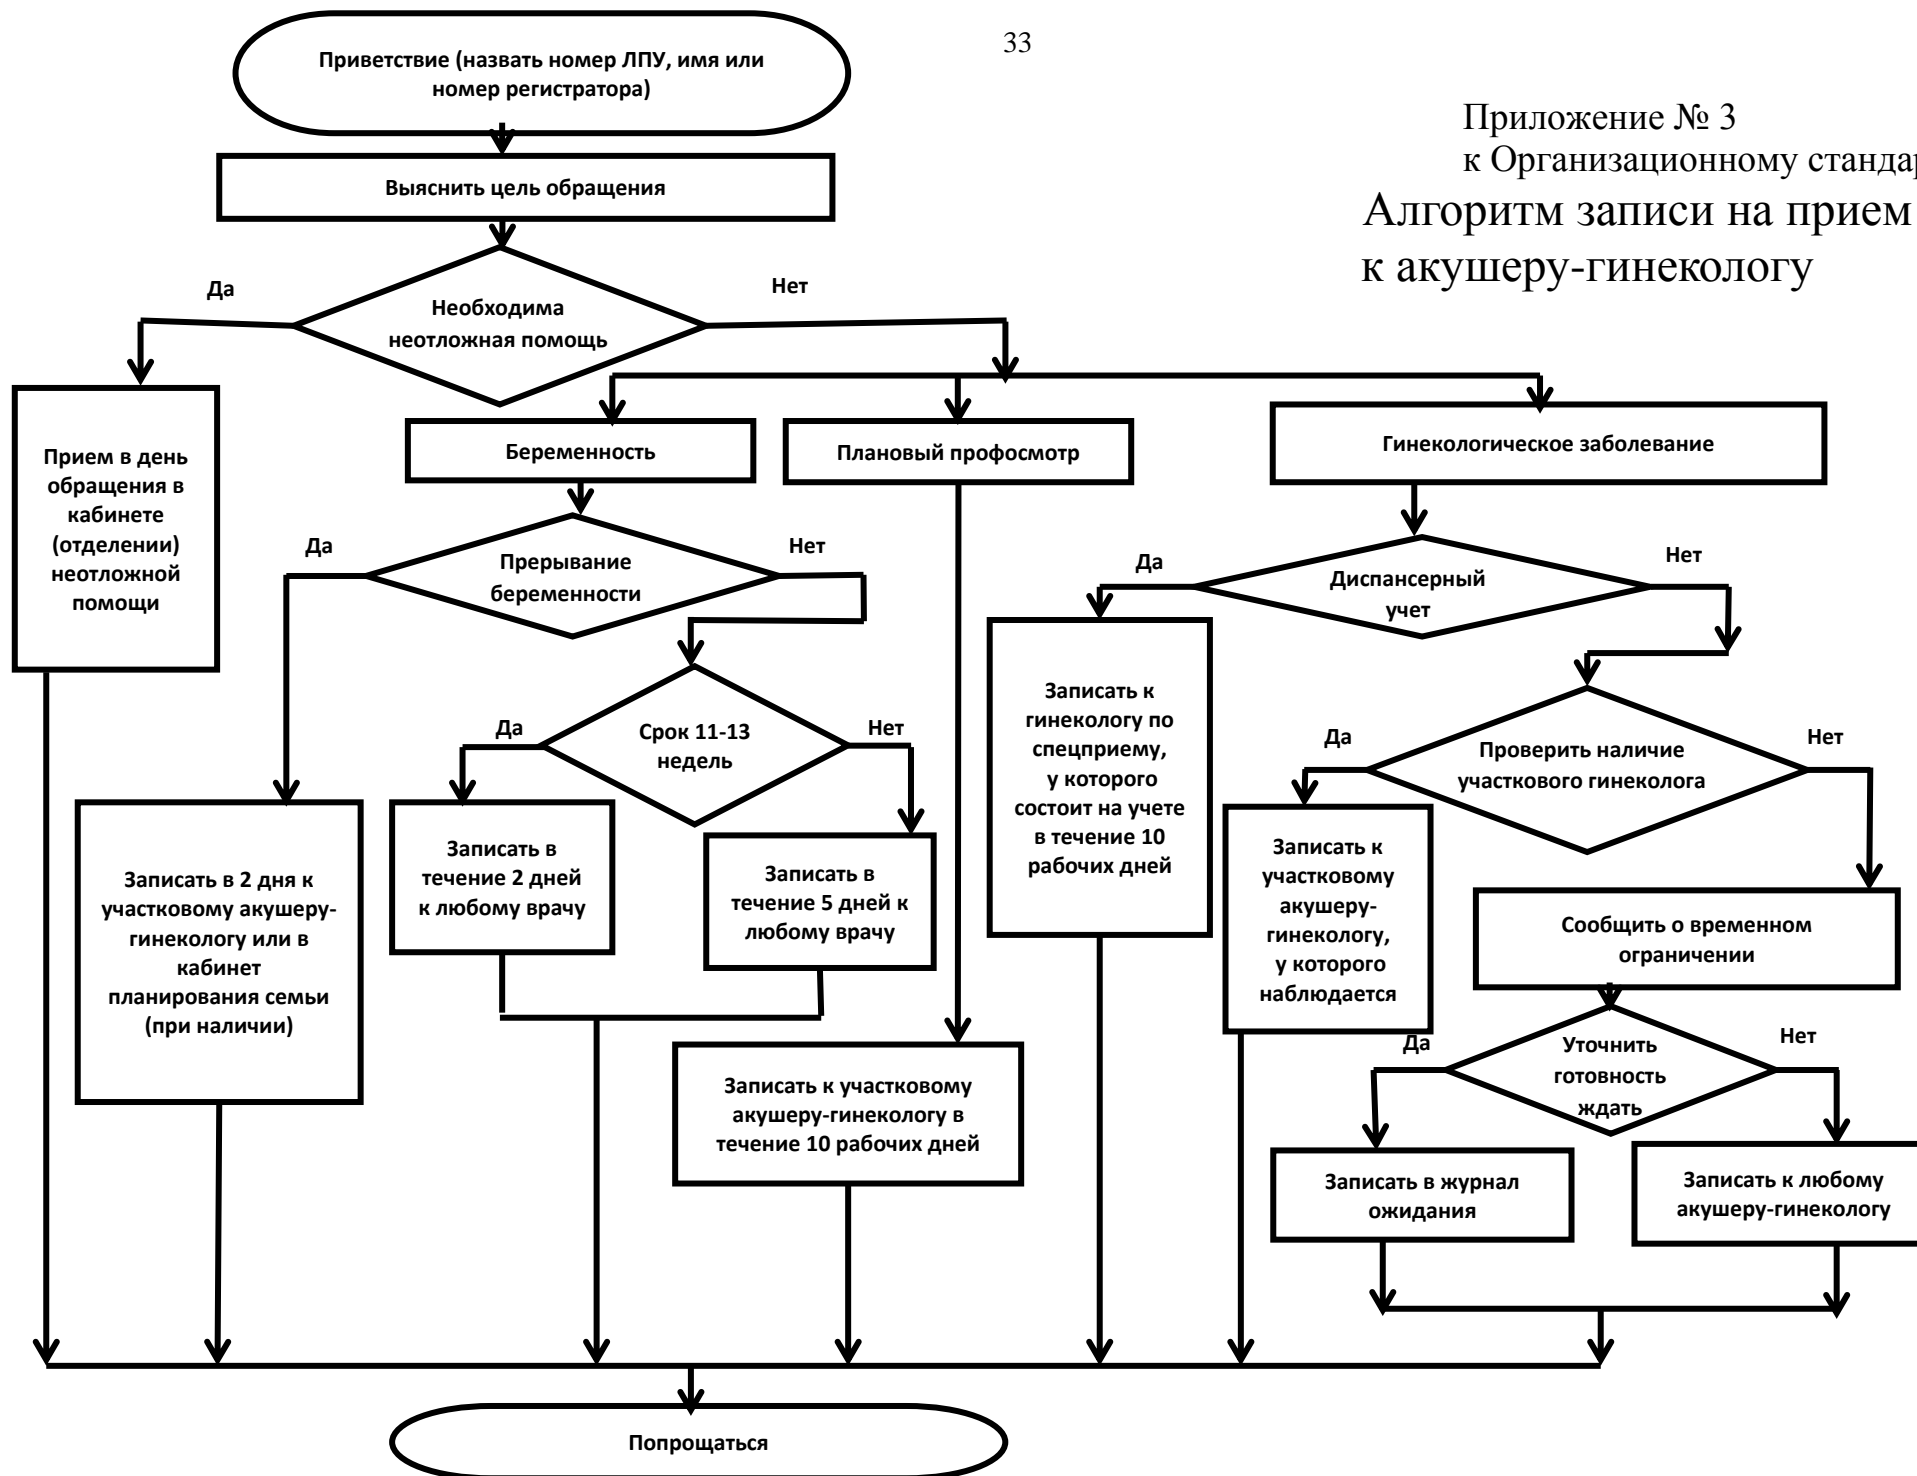 33
Приложение № 3
к Организационному стандар
Алгоритм записи на прием
к акушеру-гинекологу
Приветствие (назвать номер ЛПУ, имя или
номер регистратора)
Выяснить цель обращения
Да
Нет
Необходима
неотложная помощь
Прием в день
обращения в
кабинете
(отделении)
неотложной
помощи
Беременность
Плановый профосмотр
Гинекологическое заболевание
Да
Нет
Прерывание
беременности
Да
Нет
Диспансерный
учет
Да
Нет
Срок 11-13
недель
Записать к
гинекологу по
спецприему,
у которого
состоит на учете
в течение 10
рабочих дней
Да
Нет
Проверить наличие
участкового гинеколога
Записать в 2 дня к
участковому акушеру-
гинекологу или в
кабинет
планирования семьи
(при наличии)
Записать в
течение 2 дней
к любому врачу
Записать в
течение 5 дней к
любому врачу
Записать к
участковому
акушеру-
гинекологу,
у которого
наблюдается
Сообщить о временном
ограничении
Да
Нет
Уточнить
готовность
ждать
Записать к участковому
акушеру-гинекологу в
течение 10 рабочих дней
Записать в журнал
ожидания
Записать к любому
акушеру-гинекологу
Попрощаться